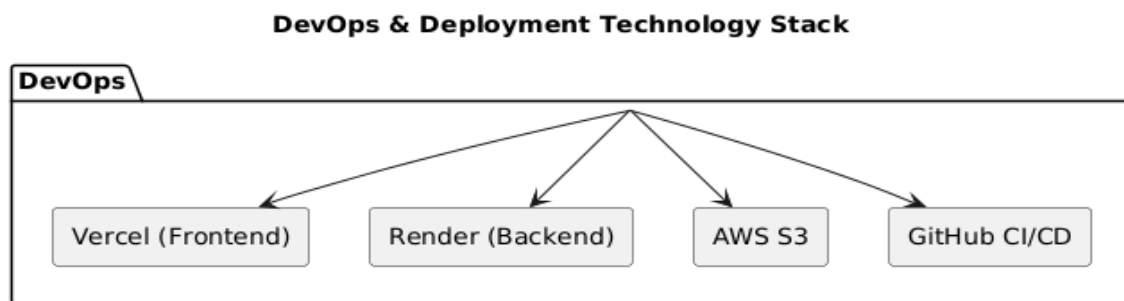 DevOps & Deployment Technology Stack
DevOps
Vercel (Frontend)
Render (Backend)
AWS S3
GitHub CI/CD